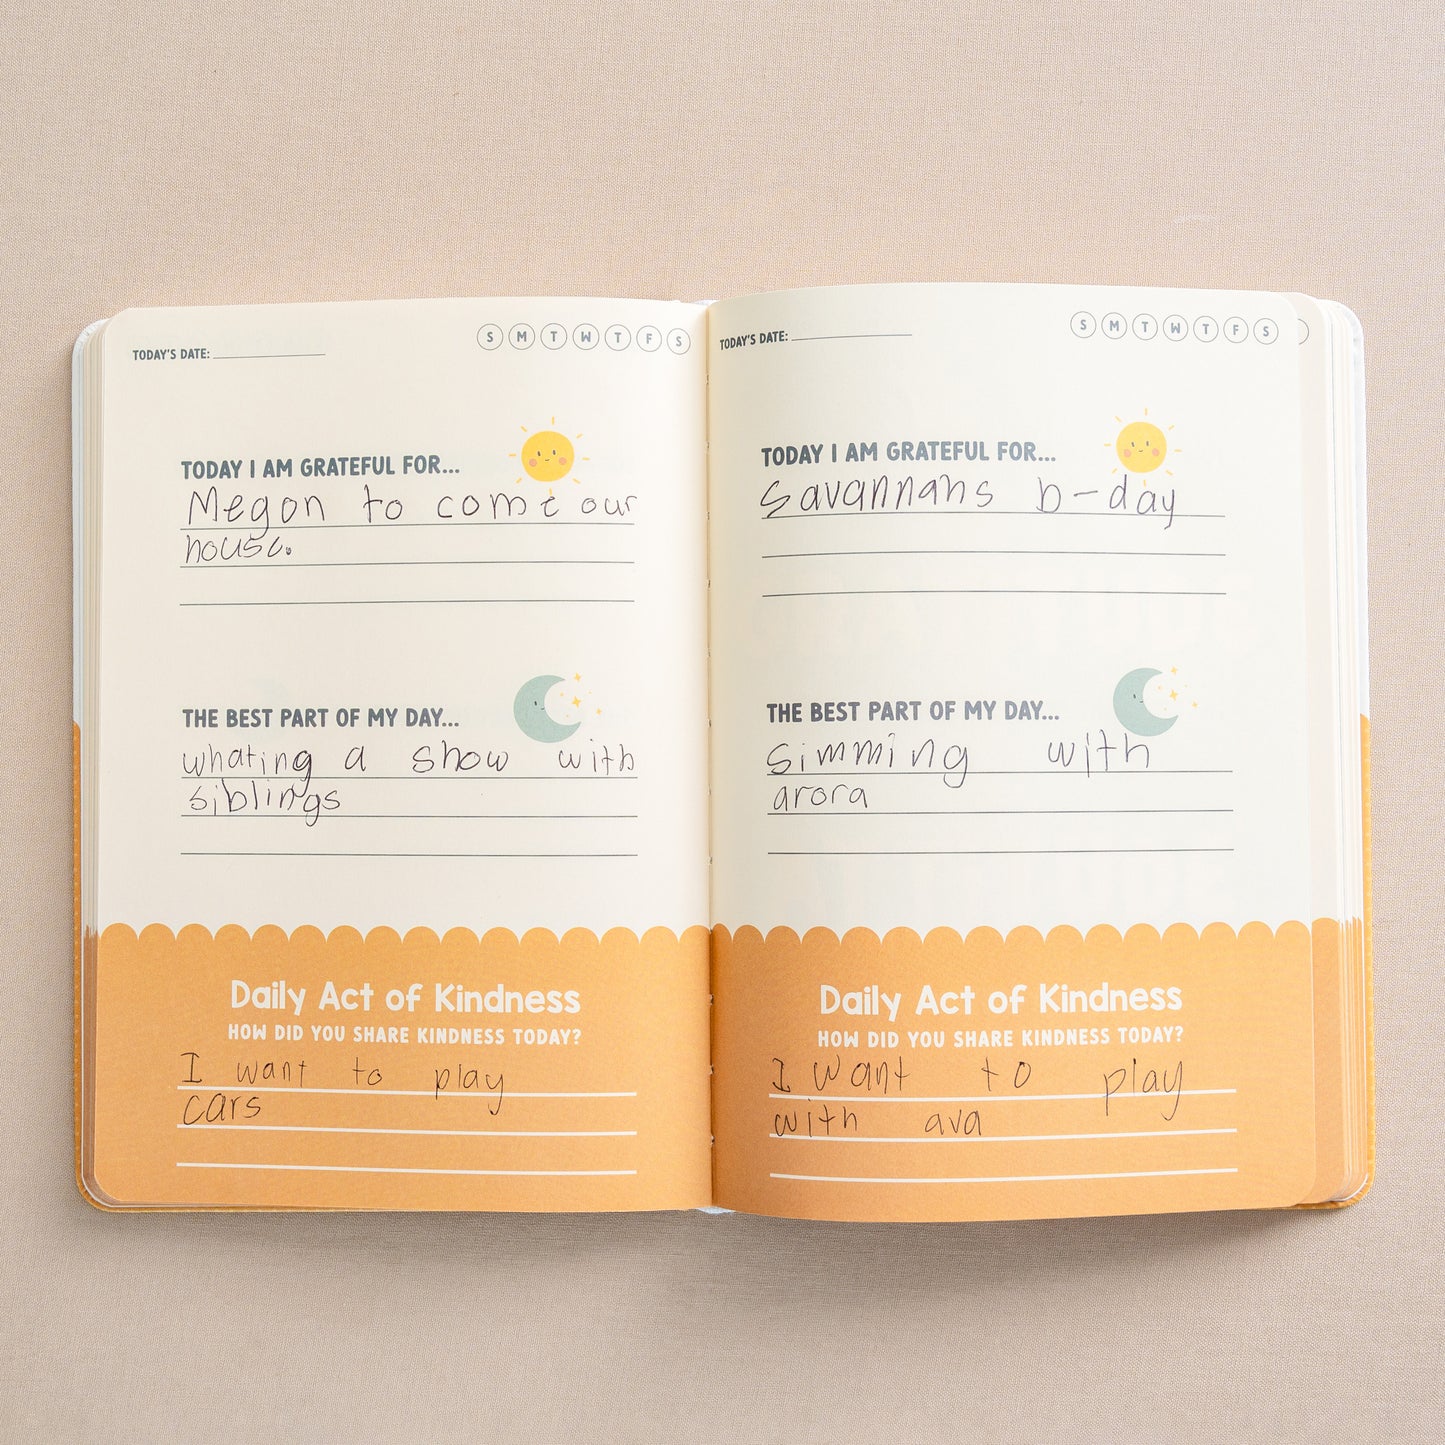 TODAY'S DATE:
S M T W T F S
TODAY I AM GRATEFUL FOR...
Megon to come our
house.
THE BEST PART OF MY DAY...
whating a show with
siblings
Daily Act of Kindness
HOW DID YOU SHARE KINDNESS TODAY?
I want to play
cars
TODAY'S DATE:
S M T W T F S
TODAY I AM GRATEFUL FOR...
Savannahs b-day
THE BEST PART OF MY DAY...
simming with
arora
Daily Act of Kindness
HOW DID YOU SHARE KINDNESS TODAY?
I want to play
with ava